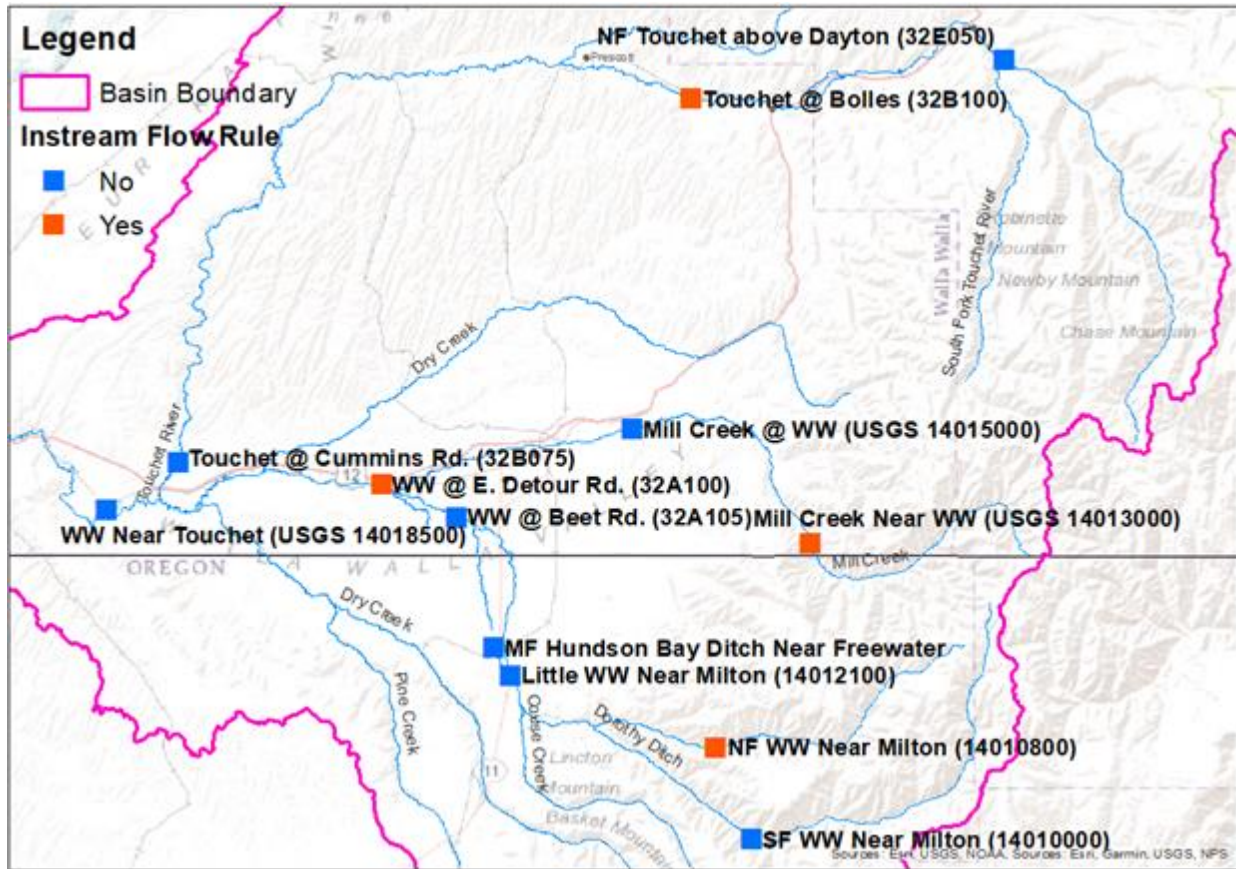 Legend
Basin Boundary
Instream Flow Rule
No
Yes
NF Touchet above Dayton (32E050)
Prescott
Touchet @ Bolles (32B100)
South Fork Touchet River
Walla Walla
Mountain
Newby Mountain
Chase Mountain
Dry Creek
Touchet River
Mill Creek @ WW (USGS 14015000)
Touchet @ Cummins Rd. (32B075)
12
WW @ E. Detour Rd. (32A100)
WW @ Beet Rd. (32A105)
Mill Creek Near WW (USGS 14013000)
WW Near Touchet (USGS 14018500)
Mill Creek
OREGON
Dry Creek
MF Hundson Bay Ditch Near Freewater
Little WW Near Milton (14012100)
Pine Creek
Couse Creek
Dorothy Ditch
NF WW Near Milton (14010800)
11
Lincton
Mountain
Basket Mountain
SF WW Near Milton (14010000)
Sources: Esri, USGS, NOAA, Sources: Esri, Garmin, USGS, NPS